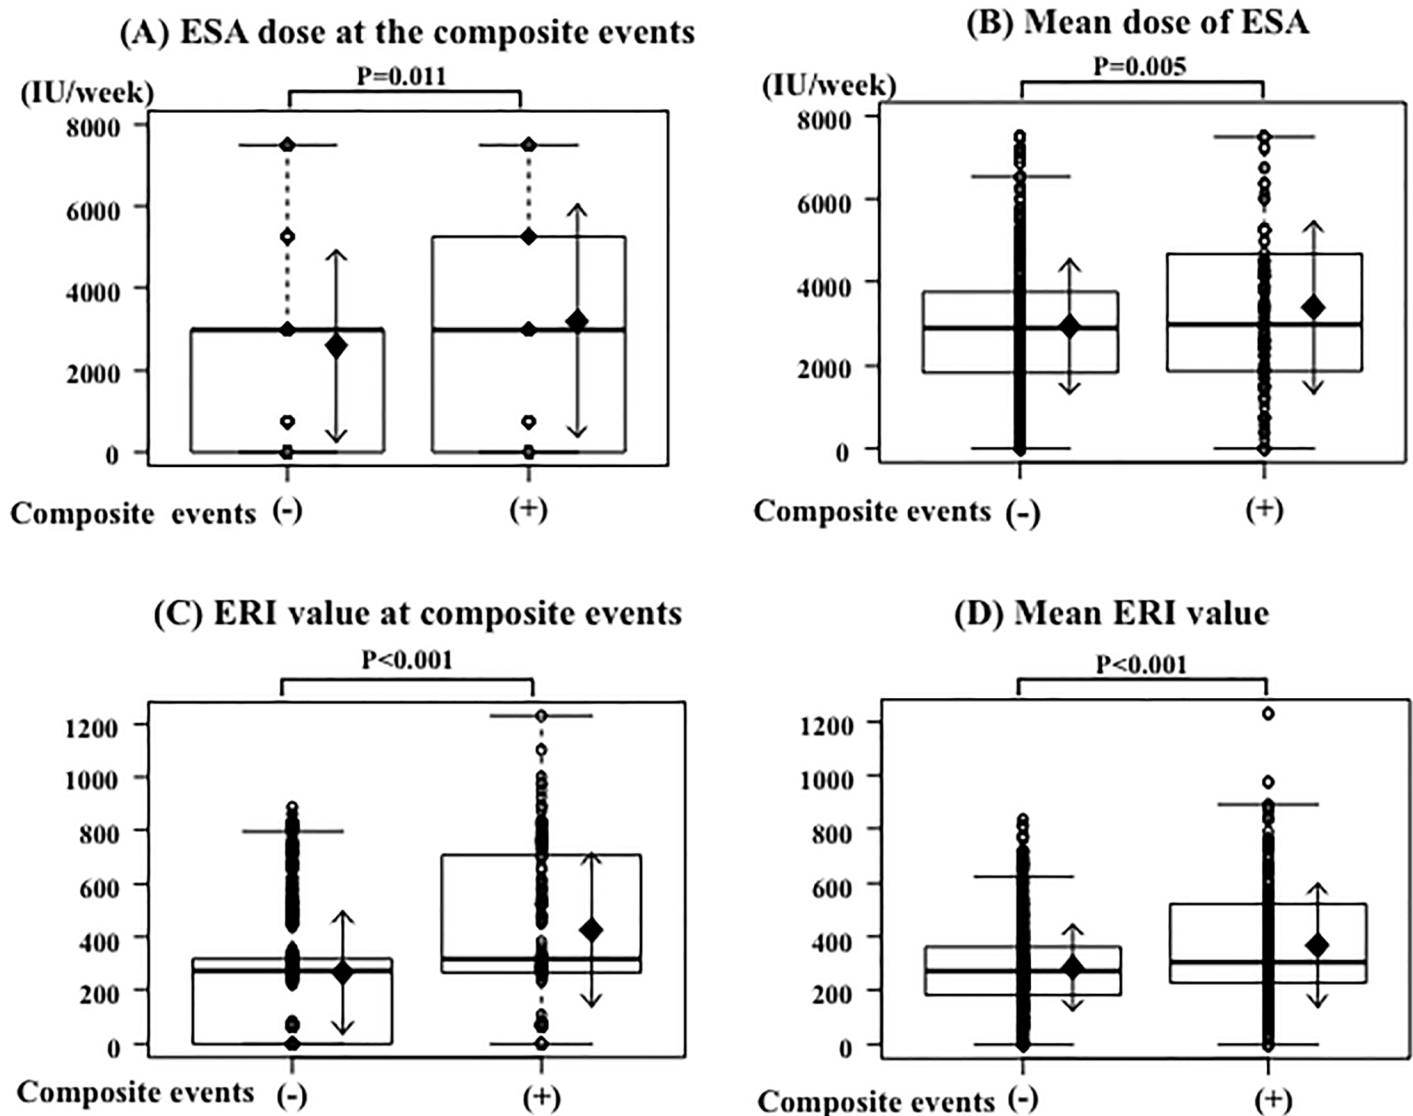 (A) ESA dose at the composite events
P=0.011
(IU/week)
8000
6000
4000
2000
0
Composite events (-) (+)
(B) Mean dose of ESA
P=0.005
(IU/week)
8000
6000
4000
2000
0
Composite events (-) (+)
(C) ERI value at composite events
P<0.001
1200
1000
800
600
400
200
0
Composite events (-) (+)
(D) Mean ERI value
P<0.001
1200
1000
800
600
400
200
0
Composite events (-) (+)